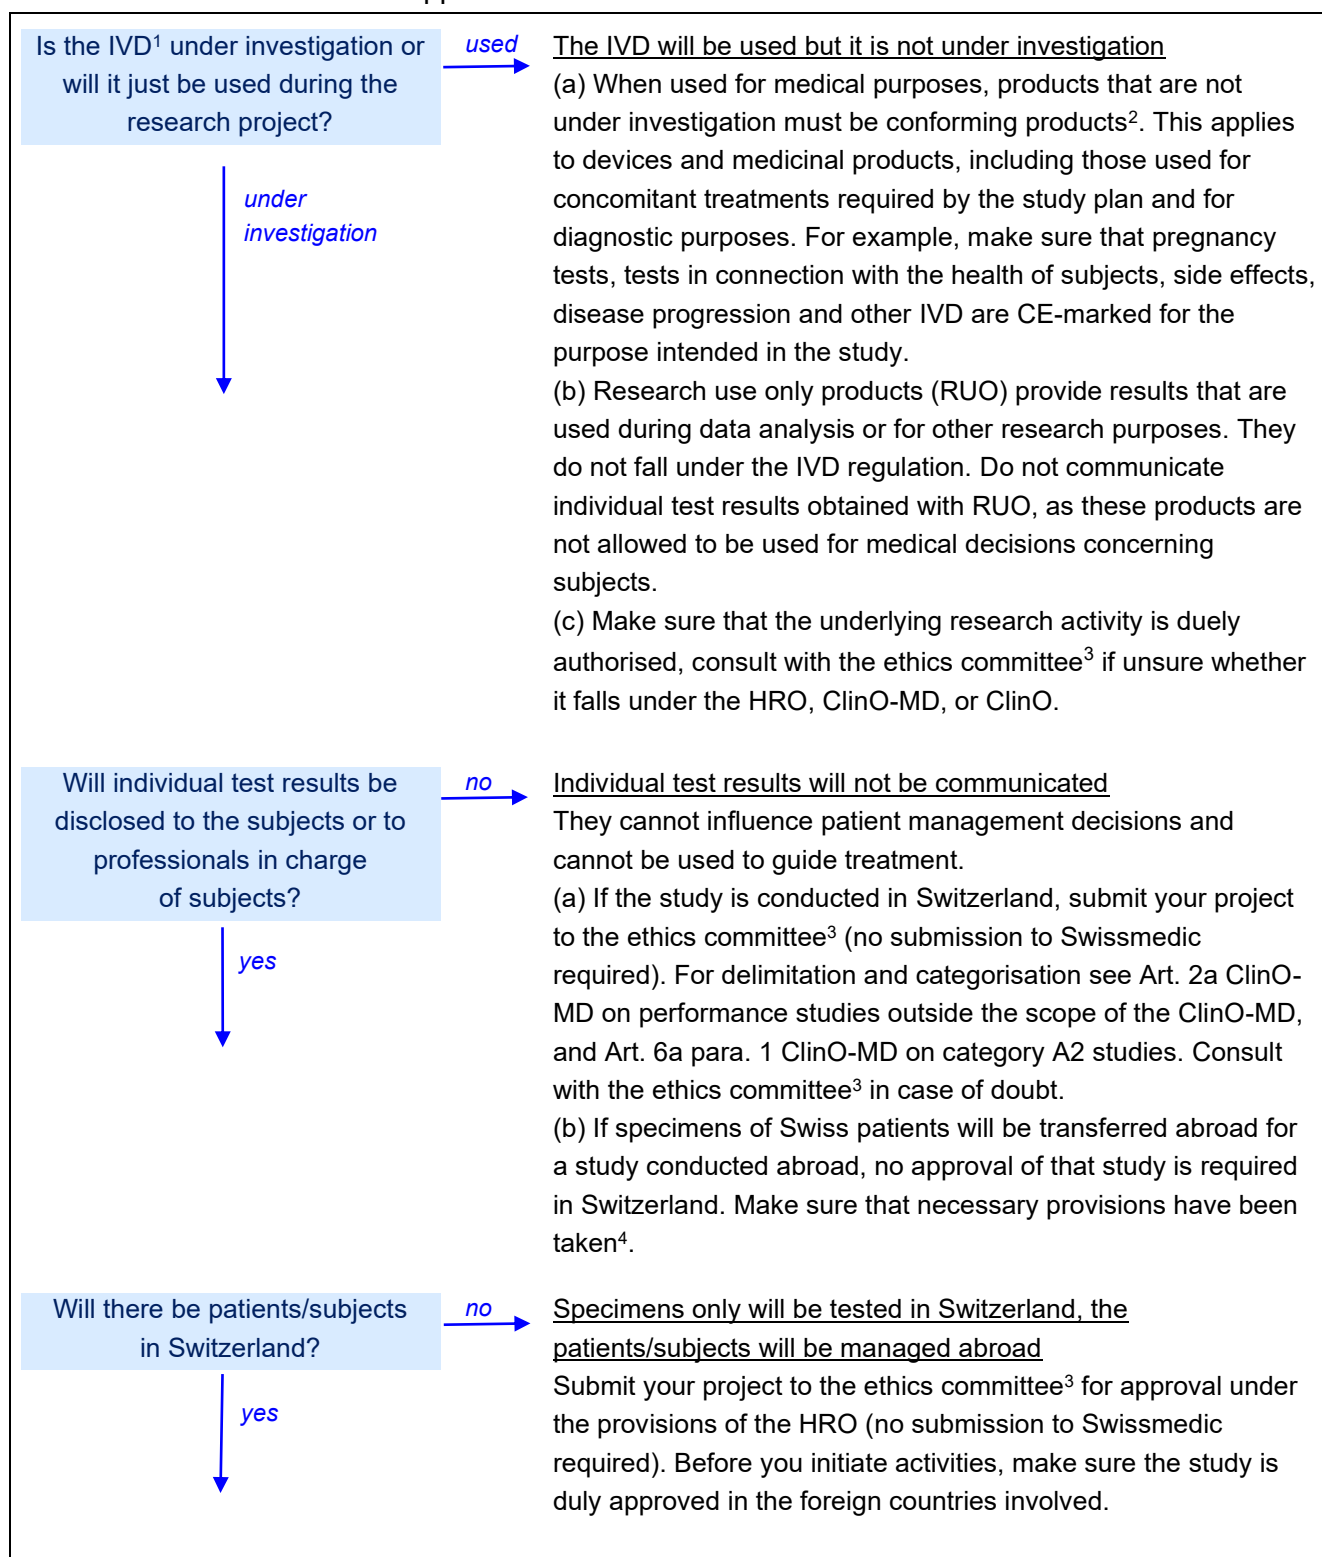 Is the IVD¹ under investigation or
will it just be used during the
research project?
used
under
investigation
The IVD will be used but it is not under investigation
(a) When used for medical purposes, products that are not
under investigation must be conforming products². This applies
to devices and medicinal products, including those used for
concomitant treatments required by the study plan and for
diagnostic purposes. For example, make sure that pregnancy
tests, tests in connection with the health of subjects, side effects,
disease progression and other IVD are CE-marked for the
purpose intended in the study.
(b) Research use only products (RUO) provide results that are
used during data analysis or for other research purposes. They
do not fall under the IVD regulation. Do not communicate
individual test results obtained with RUO, as these products are
not allowed to be used for medical decisions concerning
subjects.
(c) Make sure that the underlying research activity is duely
authorised, consult with the ethics committee³ if unsure whether
it falls under the HRO, ClinO-MD, or ClinO.
Will individual test results be
disclosed to the subjects or to
professionals in charge
of subjects?
no
yes
Individual test results will not be communicated
They cannot influence patient management decisions and
cannot be used to guide treatment.
(a) If the study is conducted in Switzerland, submit your project
to the ethics committee³ (no submission to Swissmedic
required). For delimitation and categorisation see Art. 2a ClinO-
MD on performance studies outside the scope of the ClinO-MD,
and Art. 6a para. 1 ClinO-MD on category A2 studies. Consult
with the ethics committee³ in case of doubt.
(b) If specimens of Swiss patients will be transferred abroad for
a study conducted abroad, no approval of that study is required
in Switzerland. Make sure that necessary provisions have been
taken⁴.
Will there be patients/subjects
in Switzerland?
no
yes
Specimens only will be tested in Switzerland, the
patients/subjects will be managed abroad
Submit your project to the ethics committee³ for approval under
the provisions of the HRO (no submission to Swissmedic
required). Before you initiate activities, make sure the study is
duly approved in the foreign countries involved.